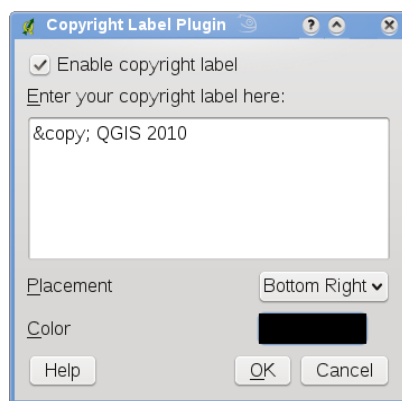 Copyright Label Plugin
Enable copyright label
Enter your copyright label here:
&copy; QGIS 2010
Placement
Bottom Right
Color
Help
OK
Cancel